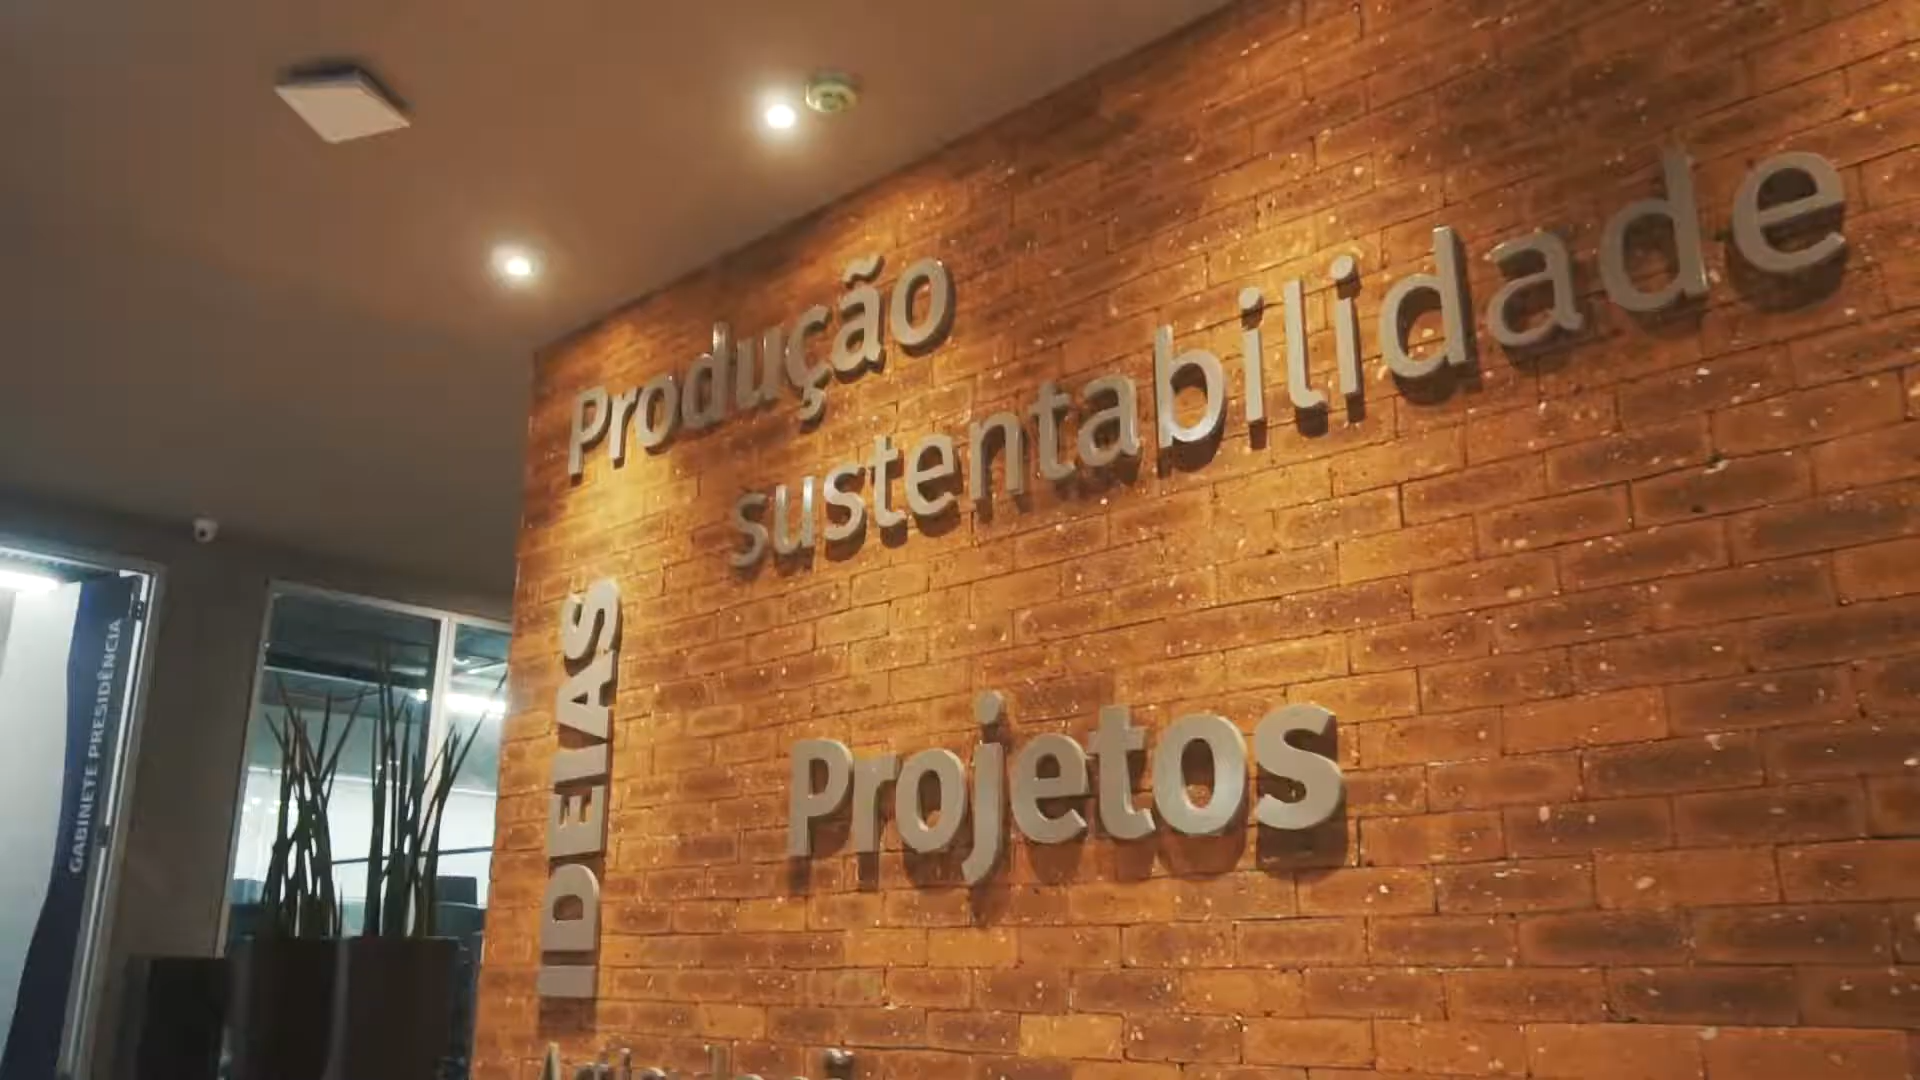 Produção
sustentabilidade
IDEIAS
Projetos
GABINETE PRESIDÊNCIA